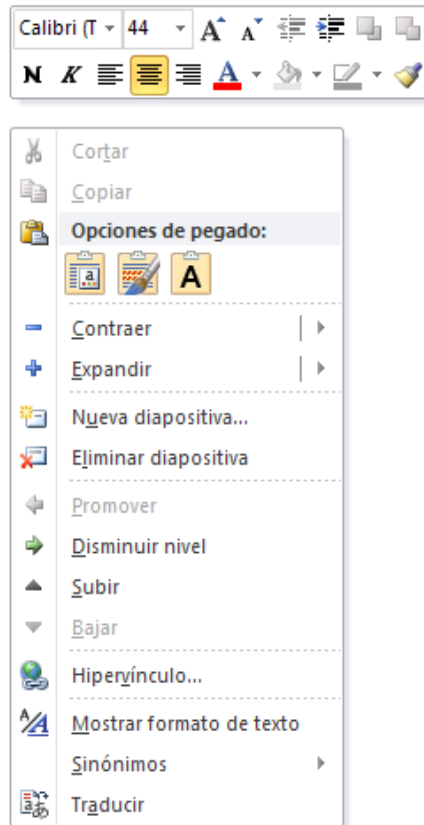 Calibri (T 44 A A
N K A
Cortar
Copiar
Opciones de pegado:
a A
Contraer
Expandir
Nueva diapositiva...
Eliminar diapositiva
Promover
Disminuir nivel
Subir
Bajar
Hipervínculo...
Mostrar formato de texto
Sinónimos
Traducir